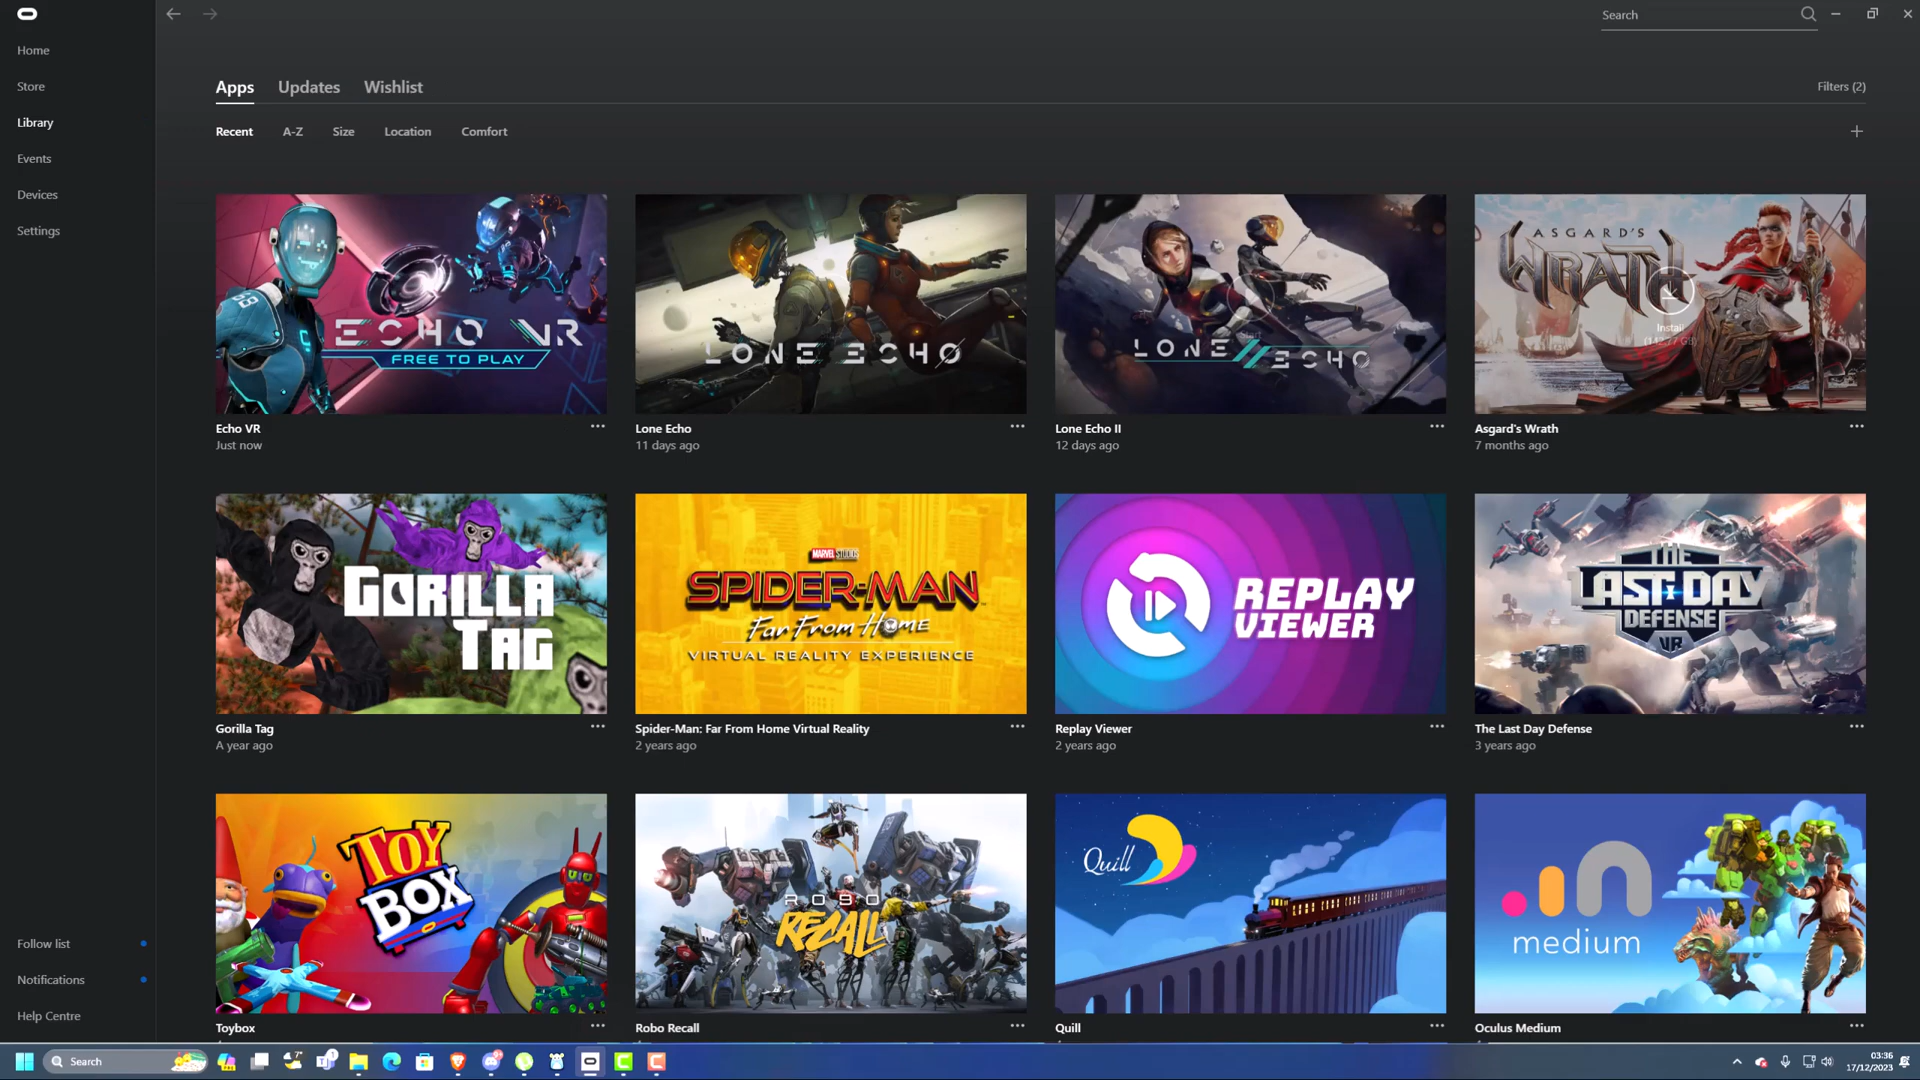 Search
Home
Store
Library
Events
Devices
Settings
Follow list
Notifications
Help Centre
Apps Updates Wishlist Filters (2)
Recent A-Z Size Location Comfort
ECHO VR
FREE TO PLAY
LONE ECHO
LONE ECHO
ASGARD'S
WRATH
Install
Echo VR
Just now
Lone Echo
11 days ago
Lone Echo II
12 days ago
Asgard's Wrath
7 months ago
GORILLA
TAG
MARVEL STUDIOS
SPIDER-MAN
Far From Home
VIRTUAL REALITY EXPERIENCE
REPLAY
VIEWER
THE
LAST DAY
DEFENSE
VR
Gorilla Tag
A year ago
Spider-Man: Far From Home Virtual Reality
2 years ago
Replay Viewer
2 years ago
The Last Day Defense
3 years ago
TOY
BOX
ROBO
RECALL
Quill
medium
Toybox
Robo Recall
Quill
Oculus Medium
Search
03:36
17/12/2023